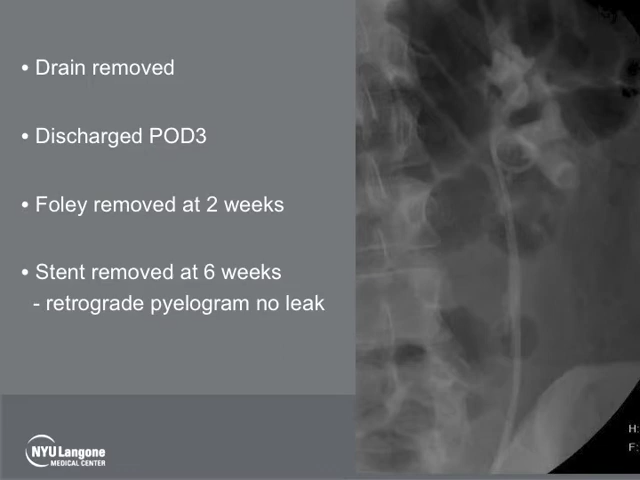 • Drain removed
• Discharged POD3
• Foley removed at 2 weeks
• Stent removed at 6 weeks
- retrograde pyelogram no leak
NYU Langone
MEDICAL CENTER
H:
F: